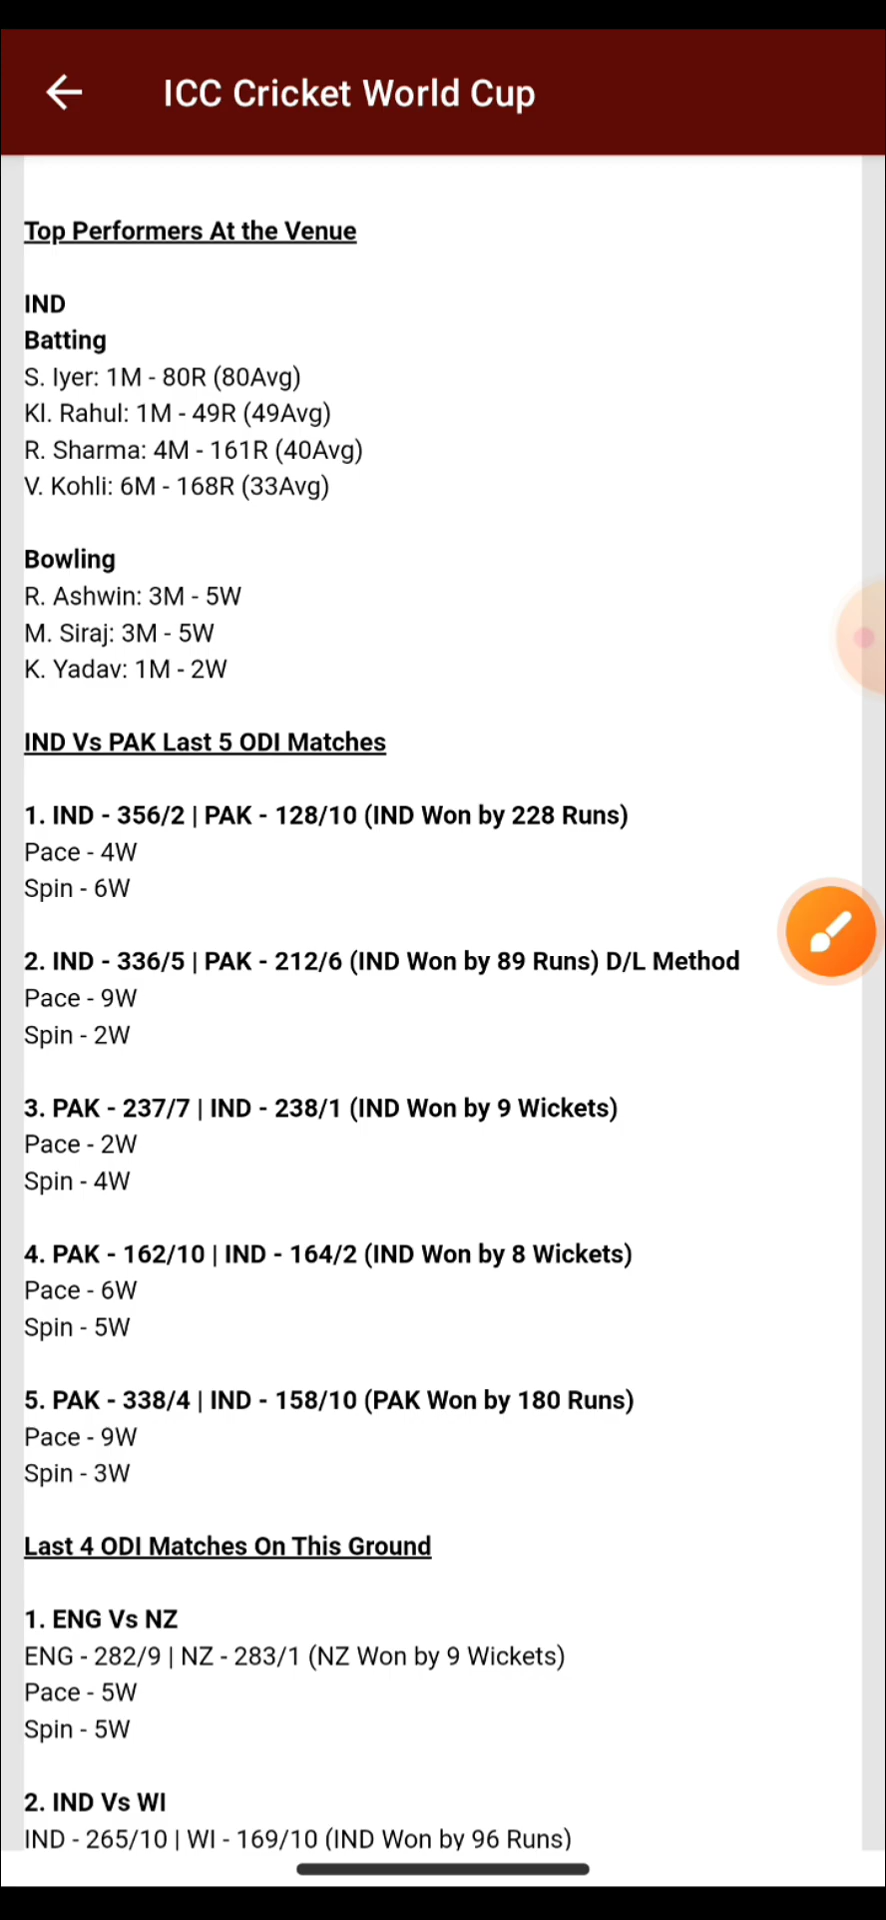 ICC Cricket World Cup
Top Performers At the Venue
IND
Batting
S. Iyer: 1M - 80R (80Avg)
Kl. Rahul: 1M - 49R (49Avg)
R. Sharma: 4M - 161R (40Avg)
V. Kohli: 6M - 168R (33Avg)
Bowling
R. Ashwin: 3M - 5W
M. Siraj: 3M - 5W
K. Yadav: 1M - 2W
IND Vs PAK Last 5 ODI Matches
1. IND - 356/2 | PAK - 128/10 (IND Won by 228 Runs)
Pace - 4W
Spin - 6W
2. IND - 336/5 | PAK - 212/6 (IND Won by 89 Runs) D/L Method
Pace - 9W
Spin - 2W
3. PAK - 237/7 | IND - 238/1 (IND Won by 9 Wickets)
Pace - 2W
Spin - 4W
4. PAK - 162/10 | IND - 164/2 (IND Won by 8 Wickets)
Pace - 6W
Spin - 5W
5. PAK - 338/4 | IND - 158/10 (PAK Won by 180 Runs)
Pace - 9W
Spin - 3W
Last 4 ODI Matches On This Ground
1. ENG Vs NZ
ENG - 282/9 | NZ - 283/1 (NZ Won by 9 Wickets)
Pace - 5W
Spin - 5W
2. IND Vs WI
IND - 265/10 | WI - 169/10 (IND Won by 96 Runs)